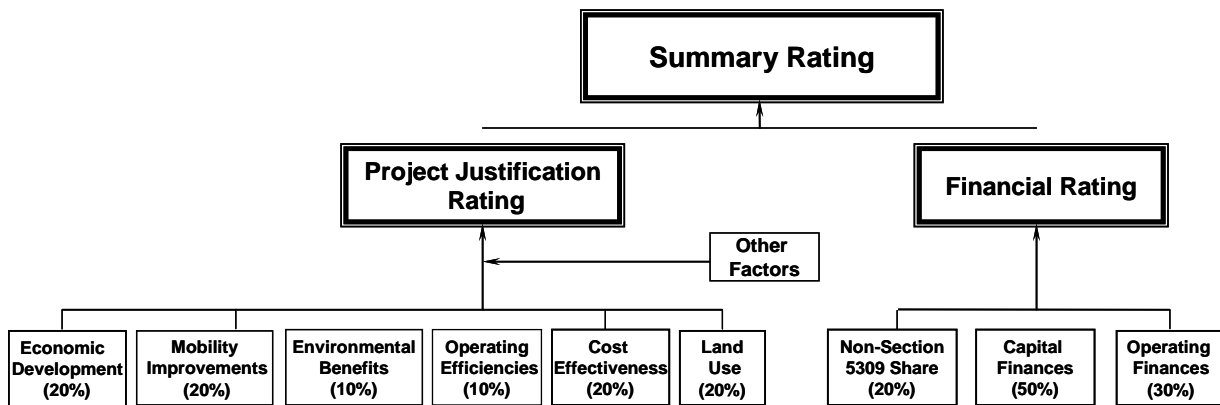 Summary Rating
Project Justification
Rating
Financial Rating
Other
Factors
Economic
Development
(20%)
Mobility
Improvements
(20%)
Environmental
Benefits
(10%)
Operating
Efficiencies
(10%)
Cost
Effectiveness
(20%)
Land
Use
(20%)
Non-Section
5309 Share
(20%)
Capital
Finances
(50%)
Operating
Finances
(30%)